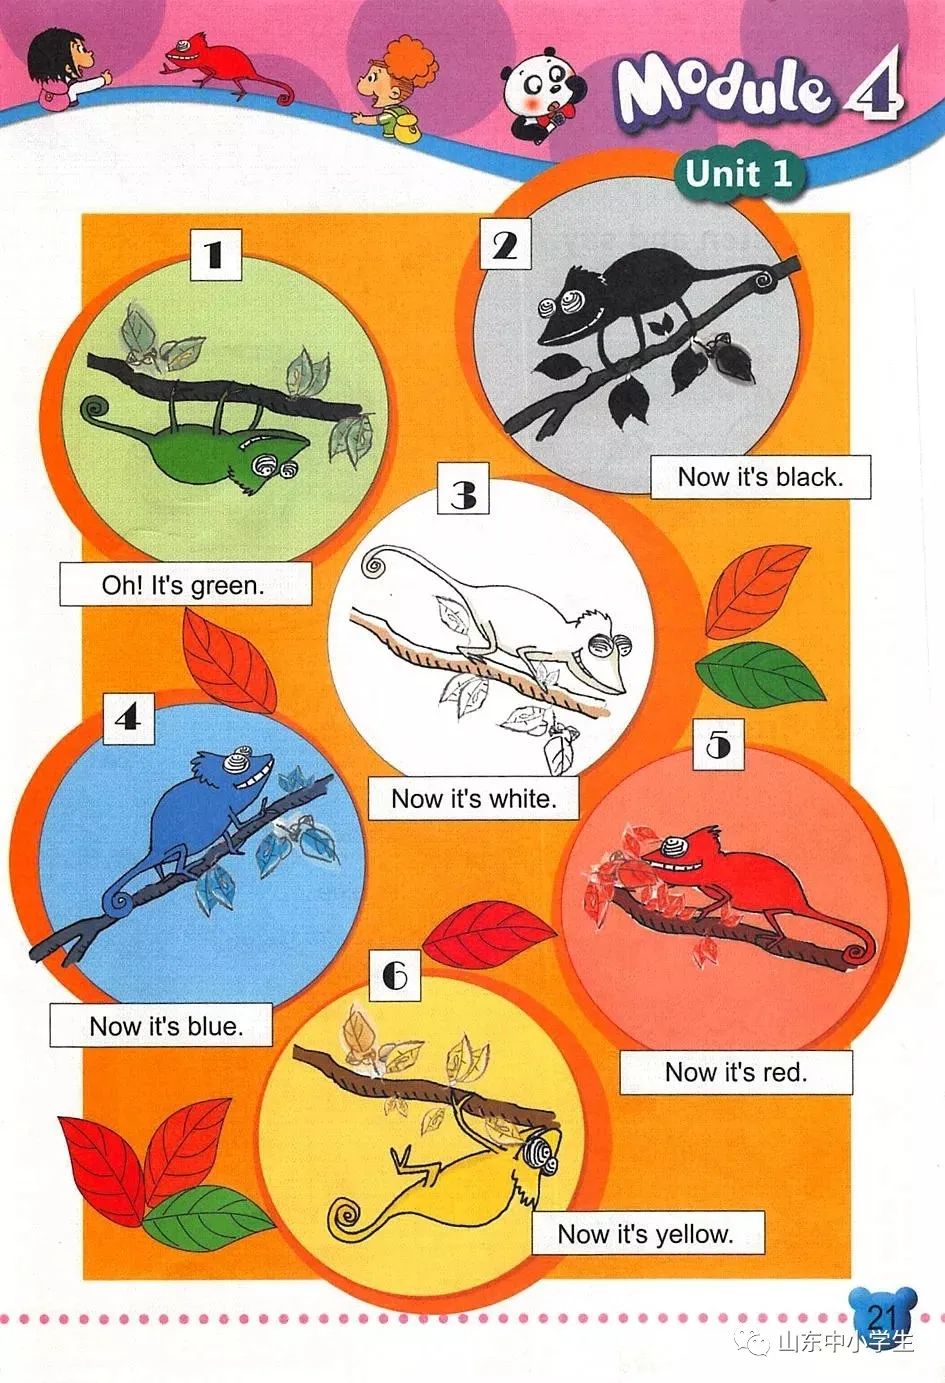 Module 4
Unit 1
1
Oh! It's green.
2
Now it's black.
3
Now it's white.
4
Now it's blue.
5
Now it's red.
6
Now it's yellow.
21
山东中小学生